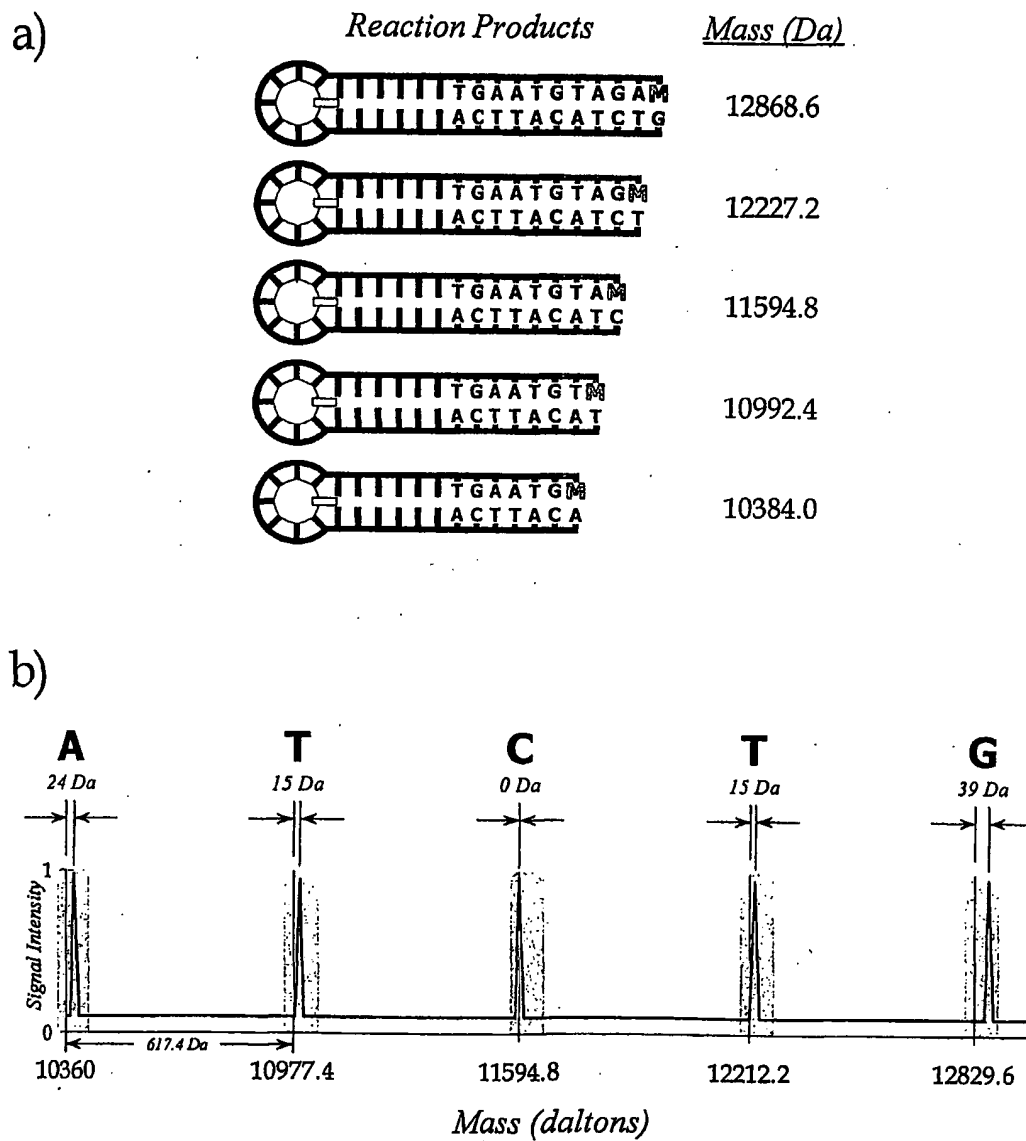 a)
Reaction Products
Mass (Da)
TGAATGTAGAM
ACTTACATCTG
12868.6
TGAATGTAGM
ACTTACATCT
12227.2
TGAATGTAM
ACTTACATC
11594.8
TGAATGTM
ACTTACAT
10992.4
TGAATGM
ACTTACA
10384.0
b)
A T C T G
24 Da 15 Da 0 Da 15 Da 39 Da
1
Signal Intensity
0
617.4 Da
10360 10977.4 11594.8 12212.2 12829.6
Mass (daltons)